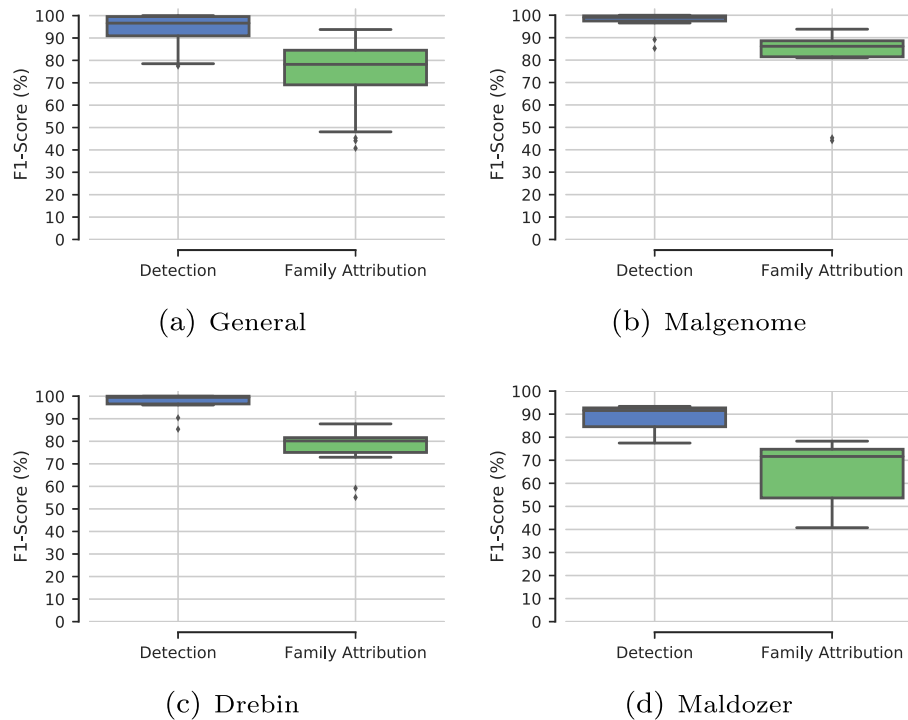 F1-Score (%)
100
90
80
70
60
50
40
30
20
10
0
Detection
Family Attribution
(a) General
F1-Score (%)
100
90
80
70
60
50
40
30
20
10
0
Detection
Family Attribution
(b) Malgenome
F1-Score (%)
100
90
80
70
60
50
40
30
20
10
0
Detection
Family Attribution
(c) Drebin
F1-Score (%)
100
90
80
70
60
50
40
30
20
10
0
Detection
Family Attribution
(d) Maldozer